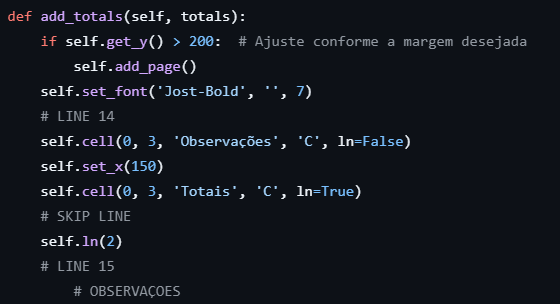 def add_totals(self, totals):
    if self.get_y() > 200:  # Ajuste conforme a margem desejada
        self.add_page()
    self.set_font('Jost-Bold', '', 7)
    # LINE 14
    self.cell(0, 3, 'Observações', 'C', ln=False)
    self.set_x(150)
    self.cell(0, 3, 'Totais', 'C', ln=True)
    # SKIP LINE
    self.ln(2)
    # LINE 15
        # OBSERVAÇOES